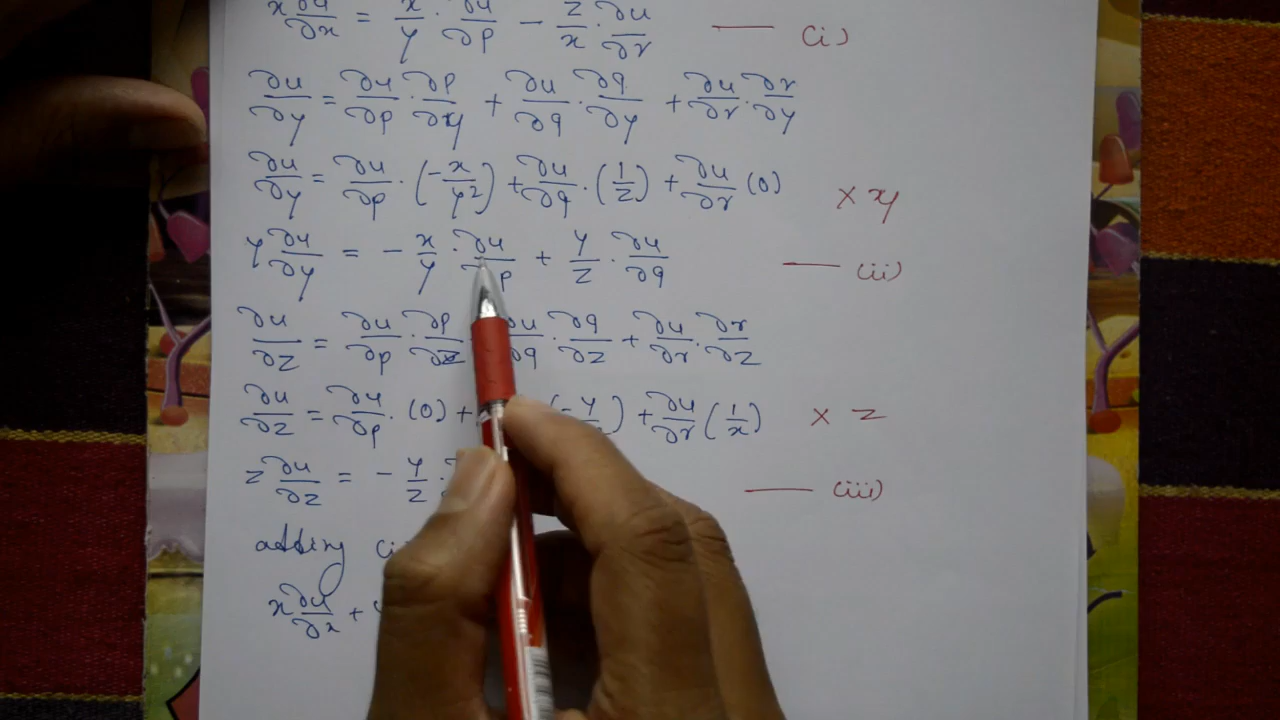 x ∂u/∂x = x/y · ∂u/∂p − z/x · ∂u/∂r —— (i)
∂u/∂y = ∂u/∂p · ∂p/∂y + ∂u/∂q · ∂q/∂y + ∂u/∂r · ∂r/∂y
∂u/∂y = ∂u/∂p · (−x/y²) + ∂u/∂q · (1/z) + ∂u/∂r (0) × y
y ∂u/∂y = − x/y · ∂u/∂p + y/z · ∂u/∂q —— (ii)
∂u/∂z = ∂u/∂p · ∂p/∂z ∂u/∂q · ∂q/∂z + ∂u/∂r · ∂r/∂z
∂u/∂z = ∂u/∂p · (0) + (−y/ ) + ∂u/∂r (1/x) × z
z ∂u/∂z = − y/z · —— (iii)
adding (i
x ∂u/∂x +